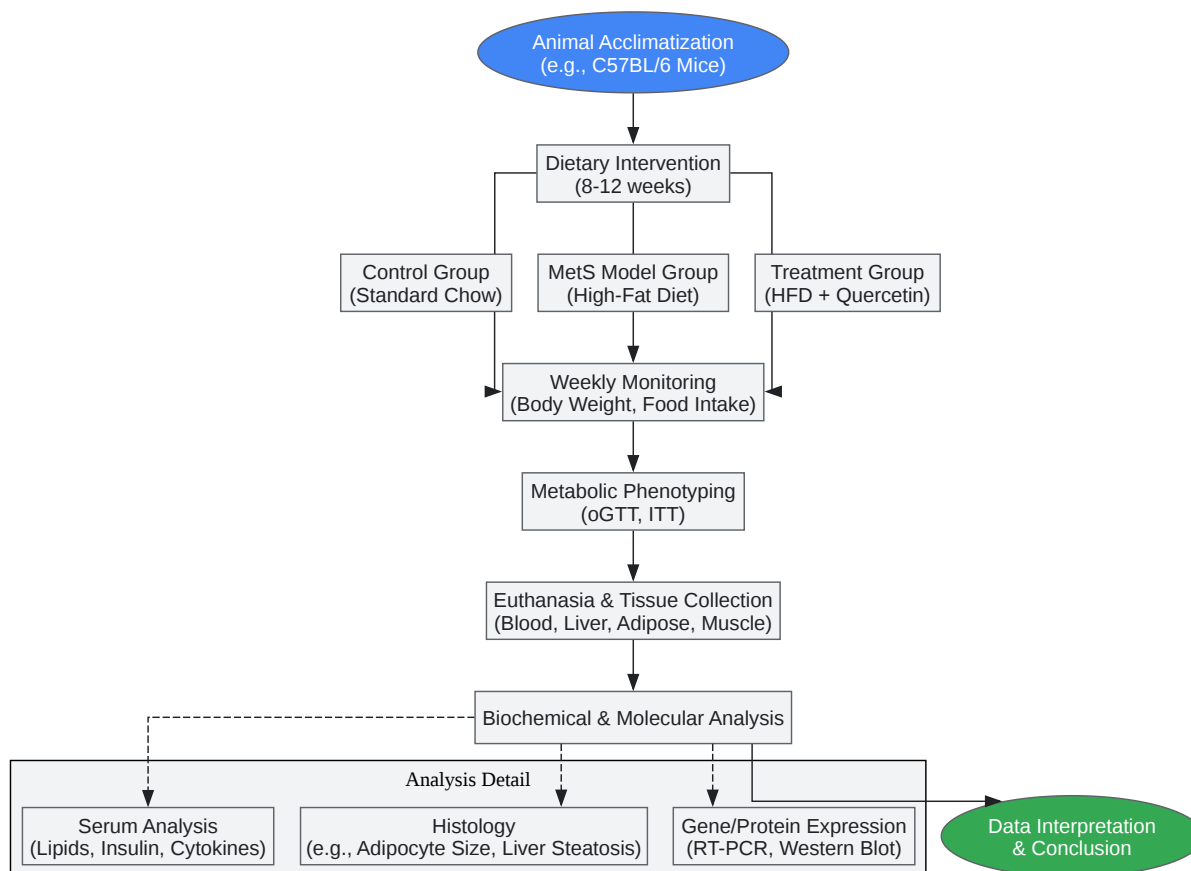 Animal Acclimatization
(e.g., C57BL/6 Mice)
Dietary Intervention
(8-12 weeks)
Control Group
(Standard Chow)
MetS Model Group
(High-Fat Diet)
Treatment Group
(HFD + Quercetin)
Weekly Monitoring
(Body Weight, Food Intake)
Metabolic Phenotyping
(oGTT, ITT)
Euthanasia & Tissue Collection
(Blood, Liver, Adipose, Muscle)
Biochemical & Molecular Analysis
Analysis Detail
Serum Analysis
(Lipids, Insulin, Cytokines)
Histology
(e.g., Adipocyte Size, Liver Steatosis)
Gene/Protein Expression
(RT-PCR, Western Blot)
Data Interpretation
& Conclusion